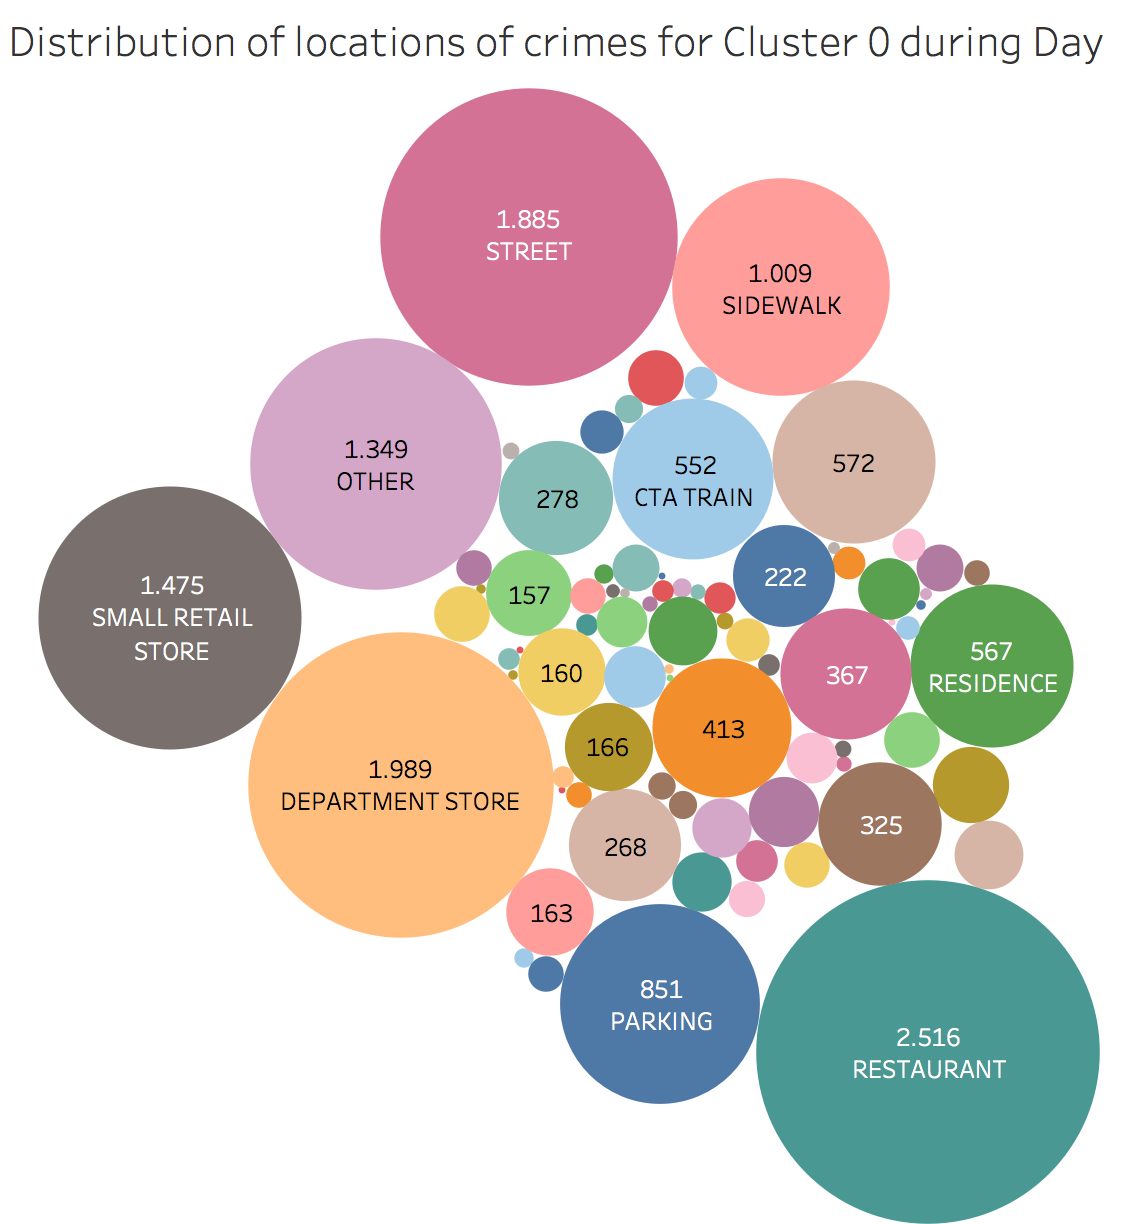 Distribution of locations of crimes for Cluster 0 during Day
1.885
STREET
1.009
SIDEWALK
1.349
OTHER
552
CTA TRAIN
572
278
1.475
SMALL RETAIL
STORE
157
222
567
RESIDENCE
160
367
413
166
1.989
DEPARTMENT STORE
325
268
163
851
PARKING
2.516
RESTAURANT